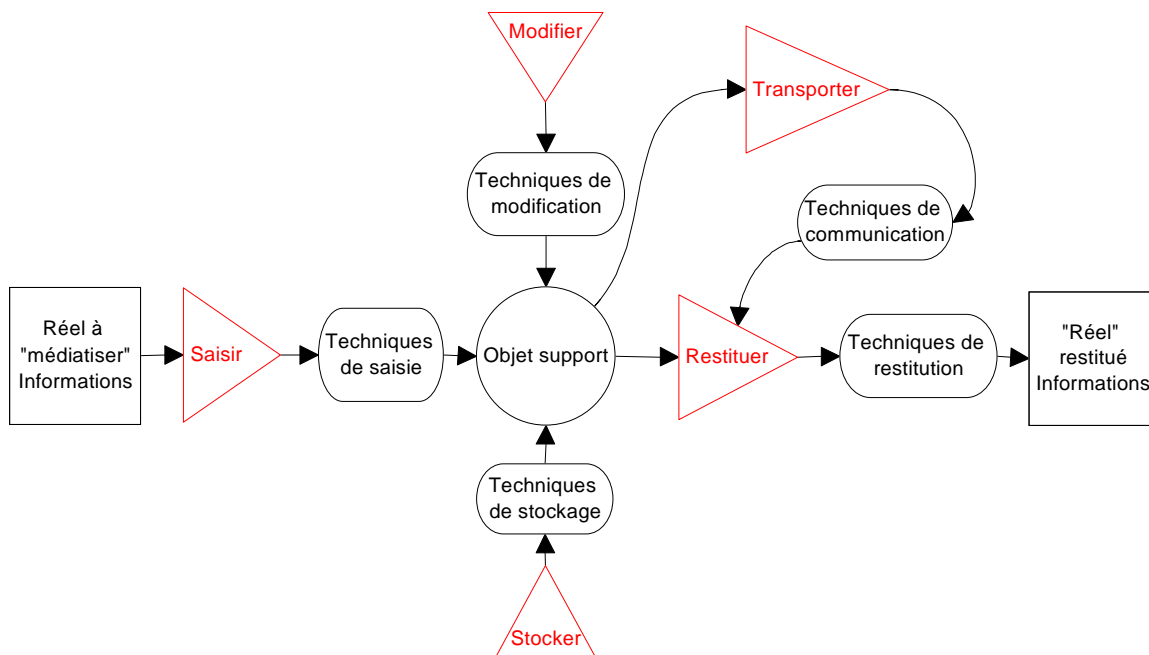 Modifier
Transporter
Techniques de
modification
Techniques de
communication
Réel à
"médiatiser"
Informations
Saisir
Techniques
de saisie
Objet support
Restituer
Techniques de
restitution
"Réel"
restitué
Informations
Techniques
de stockage
Stocker